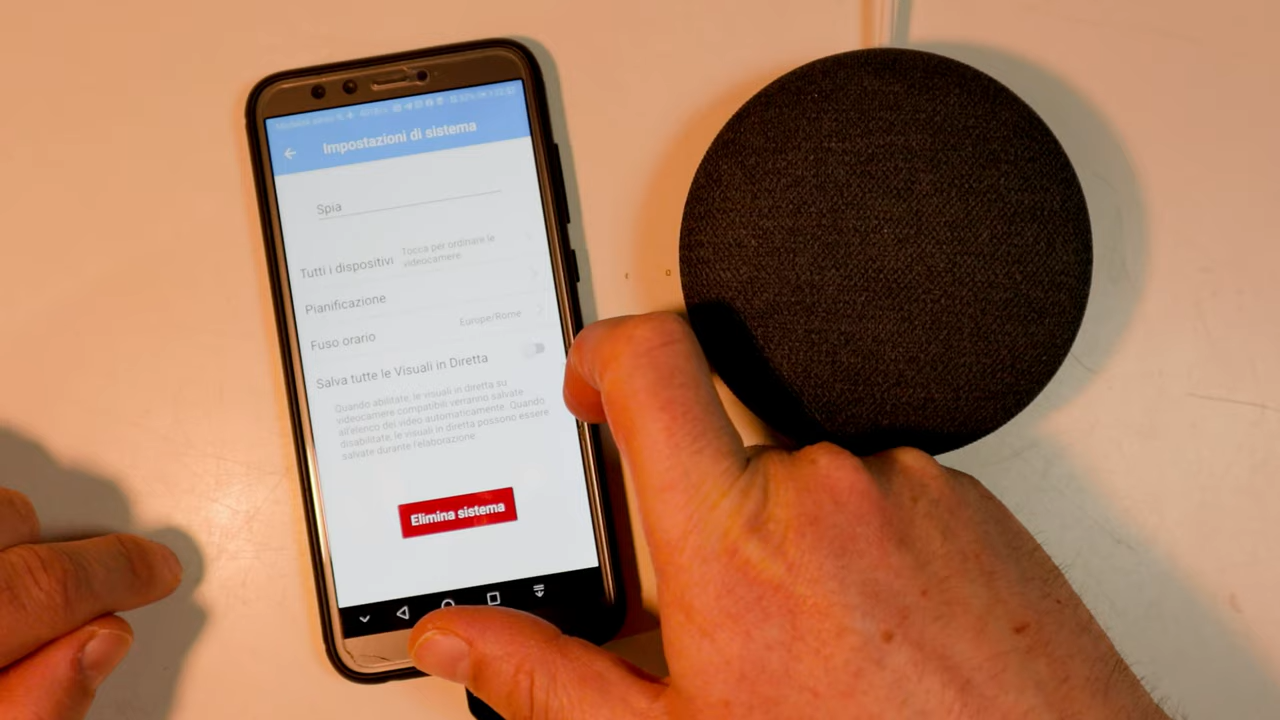 Impostazioni di sistema
Spia
Tutti i dispositivi
Tocca per ordinare le
videocamere
Pianificazione
Fuso orario
Europe/Rome
Salva tutte le Visuali in Diretta
Quando abilitate, le visuali in diretta su
videocamere compatibili verranno salvate
all'elenco dei video automaticamente. Quando
disabilitate, le visuali in diretta possono essere
salvate durante l'elaborazione
Elimina sistema